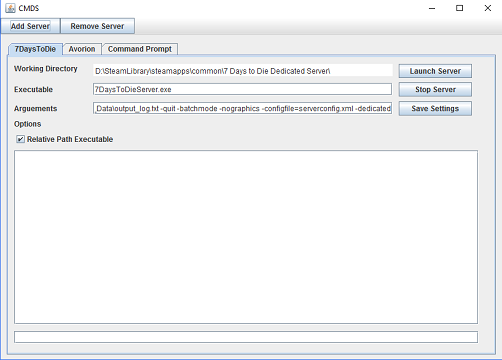 CMDS
Add Server Remove Server
7DaysToDie Avorion Command Prompt
Working Directory D:\SteamLibrary\steamapps\common\7 Days to Die Dedicated Server\ Launch Server
Executable 7DaysToDieServer.exe Stop Server
Arguements _Data\output_log.txt -quit -batchmode -nographics -configfile=serverconfig.xml -dedicated Save Settings
Options
Relative Path Executable